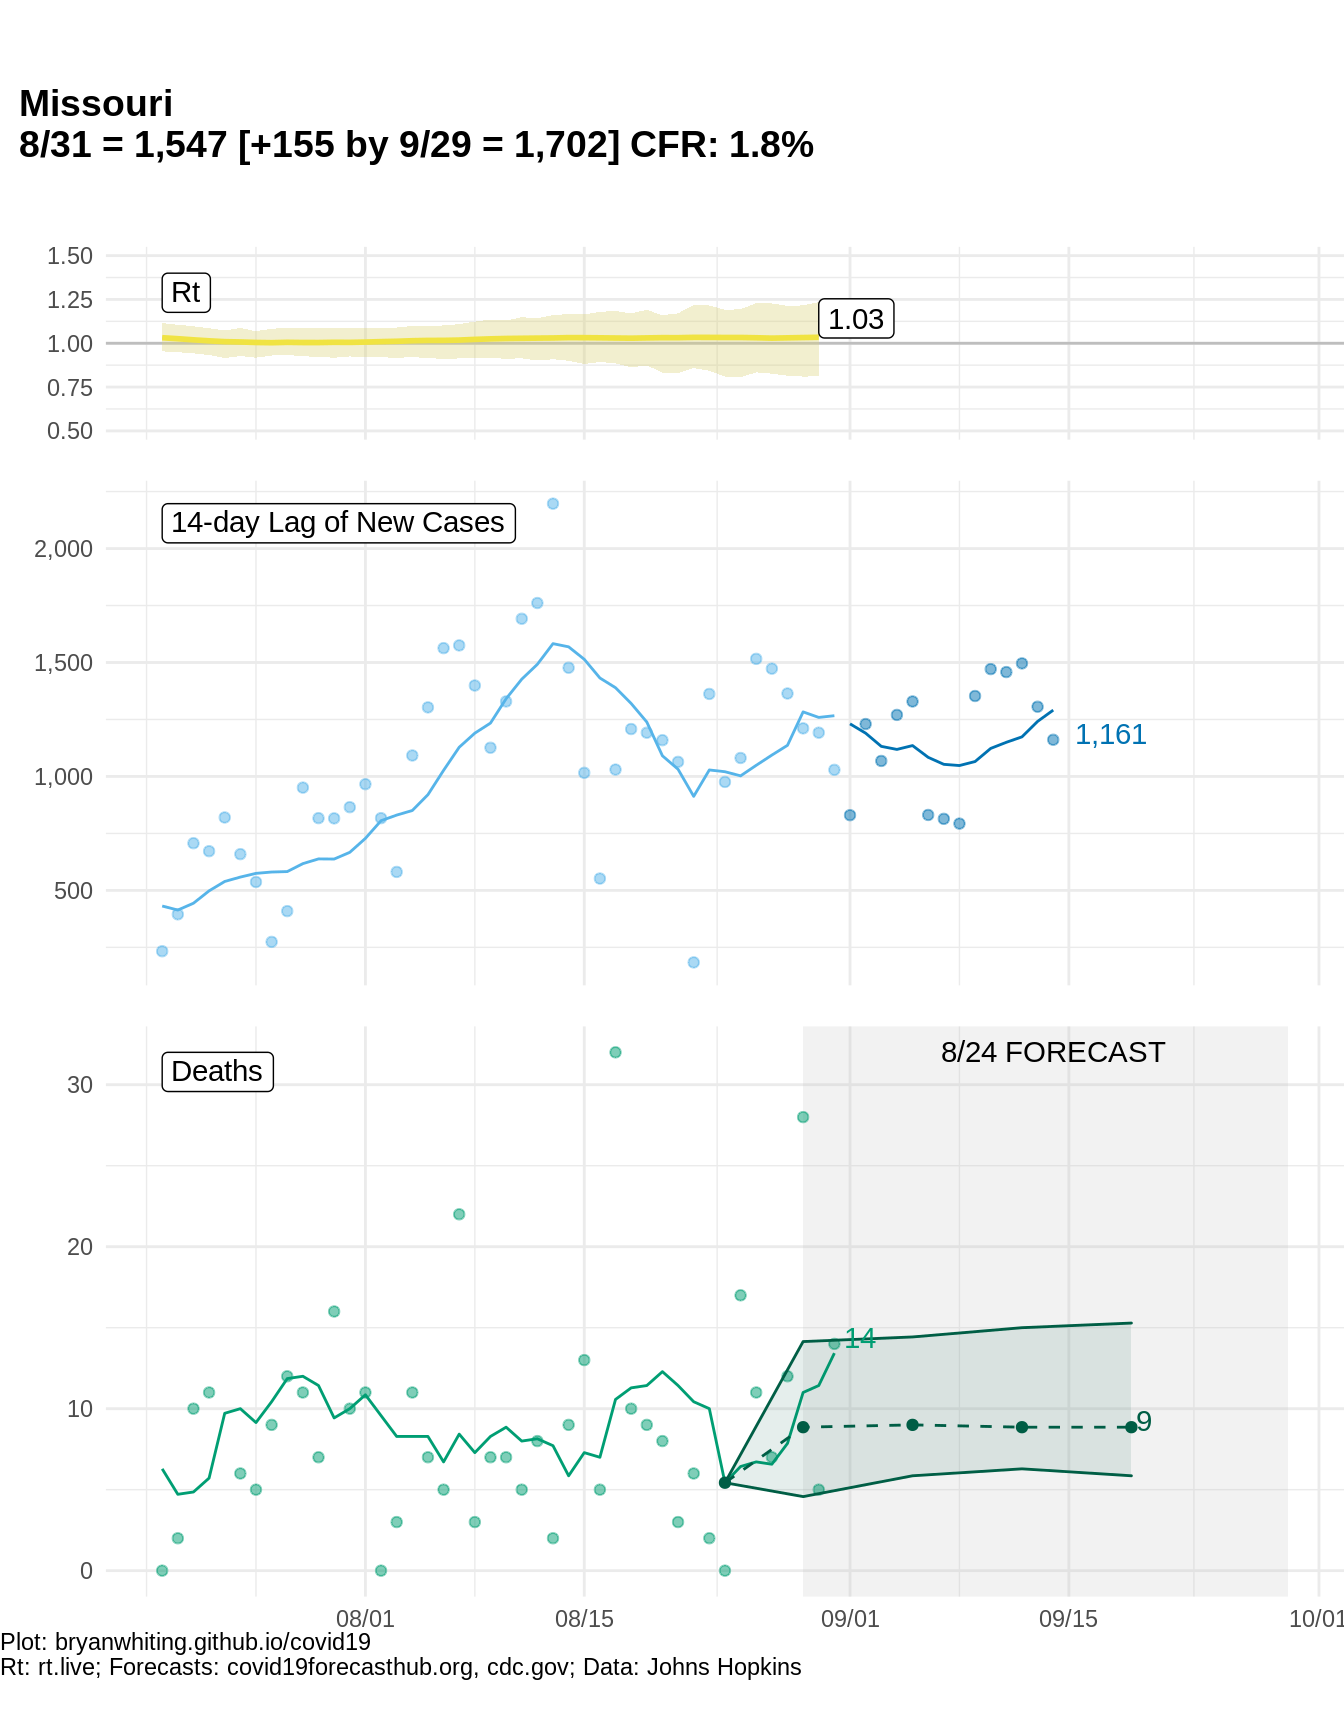 Missouri
8/31 = 1,547 [+155 by 9/29 = 1,702] CFR: 1.8%
1.50
Rt
1.25
1.03
1.00
0.75
0.50
14-day Lag of New Cases
2,000
1,500
1,161
1,000
500
8/24 FORECAST
Deaths
30
20
14
10
9
0
08/01 08/15 09/01 09/15 10/01
Plot: bryanwhiting.github.io/covid19
Rt: rt.live; Forecasts: covid19forecasthub.org, cdc.gov; Data: Johns Hopkins